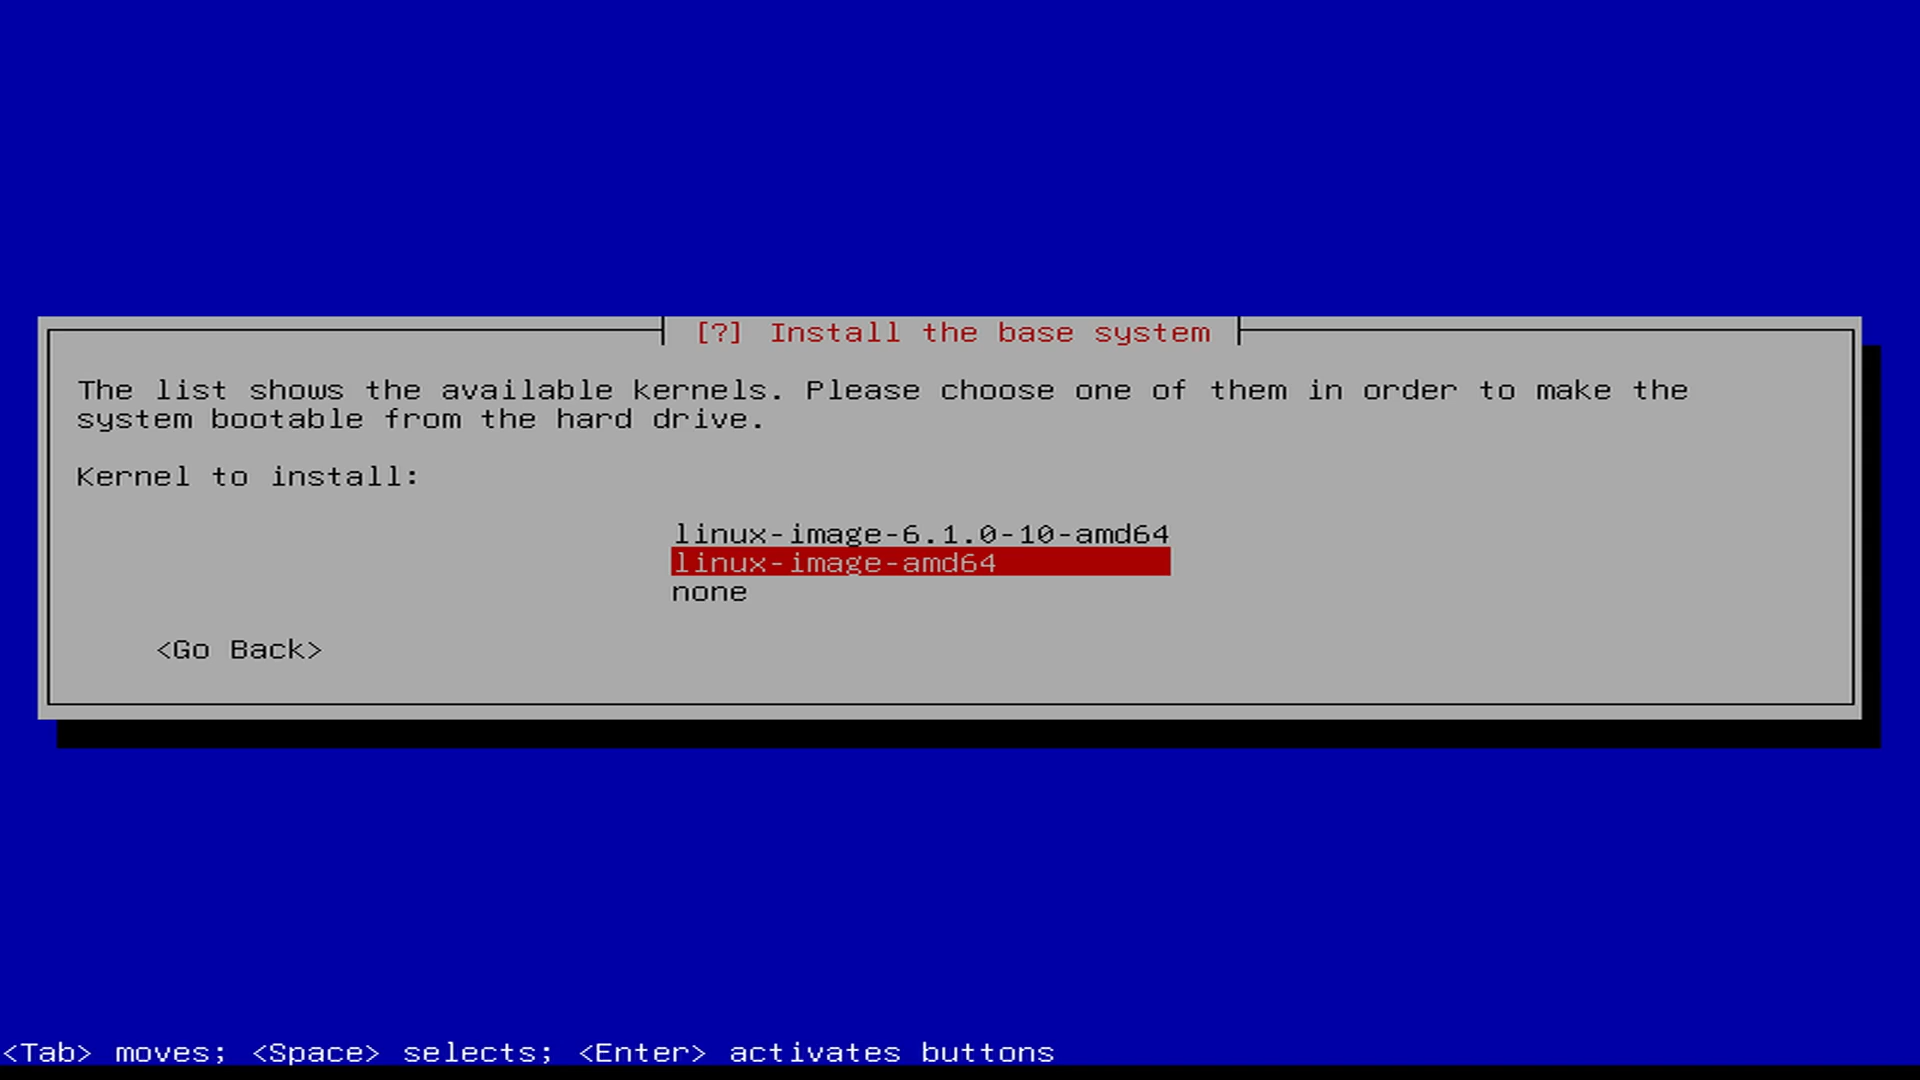 [?] Install the base system
The list shows the available kernels. Please choose one of them in order to make the
system bootable from the hard drive.
Kernel to install:
linux-image-6.1.0-10-amd64
linux-image-amd64
none
<Go Back>
<Tab> moves; <Space> selects; <Enter> activates buttons